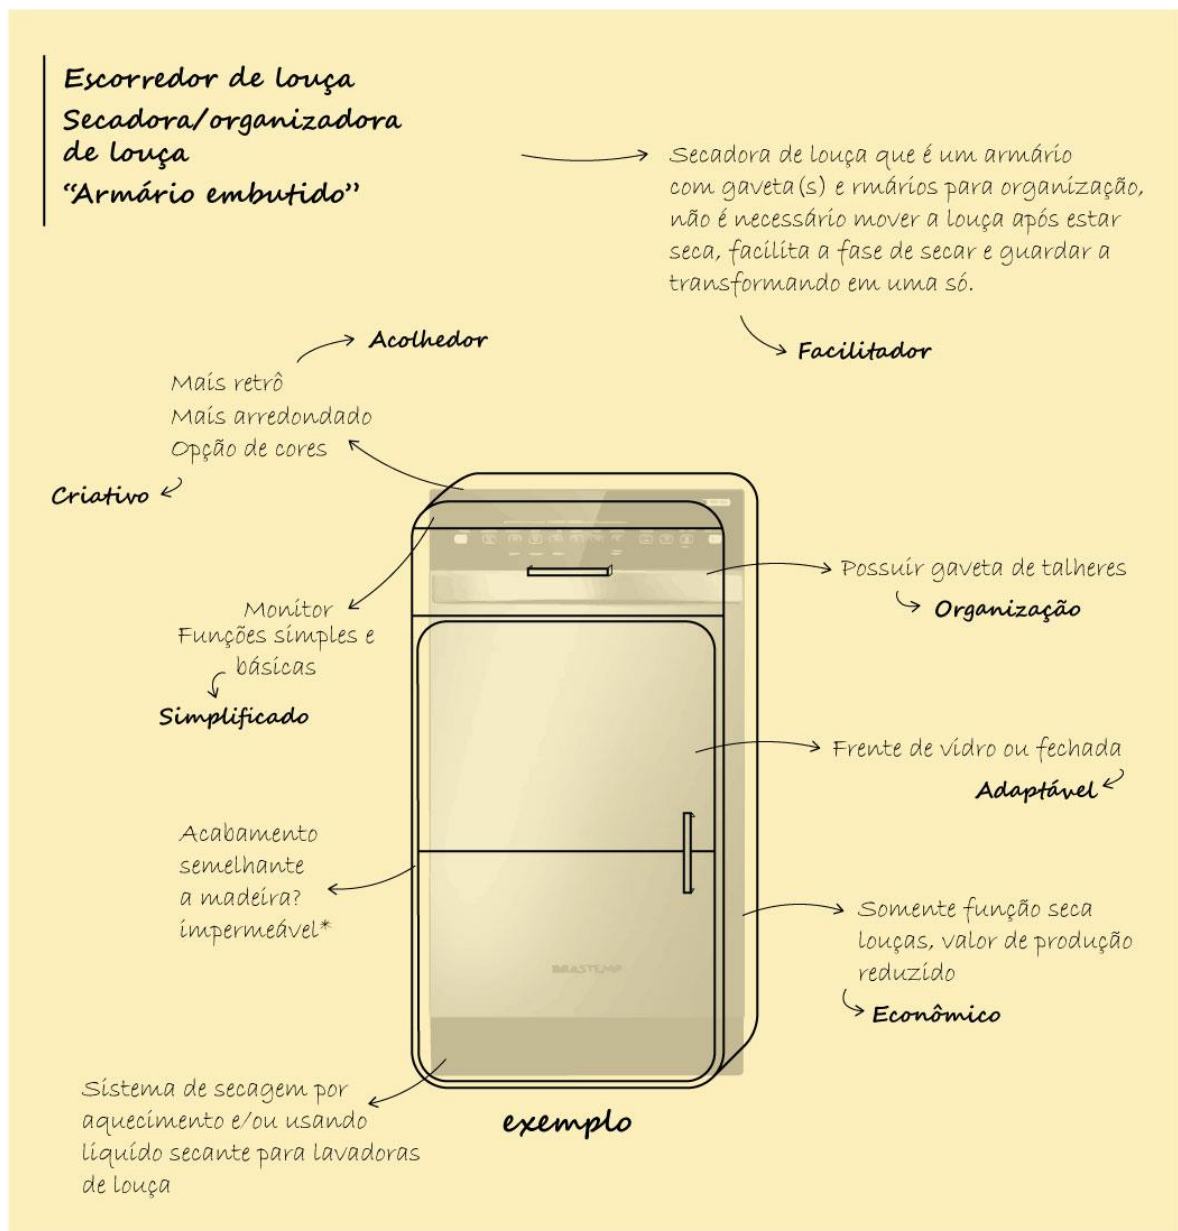 Escorredor de louça
Secadora/organizadora
de louça
“Armário embutido”
Secadora de louça que é um armário
com gaveta(s) e rmários para organização,
não é necessário mover a louça após estar
seca, facilita a fase de secar e guardar a
transformando em uma só.
Facilitador
Acolhedor
Mais retrô
Mais arredondado
Opção de cores
Criativo
Possuir gaveta de talheres
Organização
Monitor
Funções simples e
básicas
Simplificado
Frente de vidro ou fechada
Adaptável
Acabamento
semelhante
a madeira?
impermeável*
Somente função seca
louças, valor de produção
reduzido
Econômico
BRASTEMP
Sistema de secagem por
aquecimento e/ou usando
líquido secante para lavadoras
de louça
exemplo